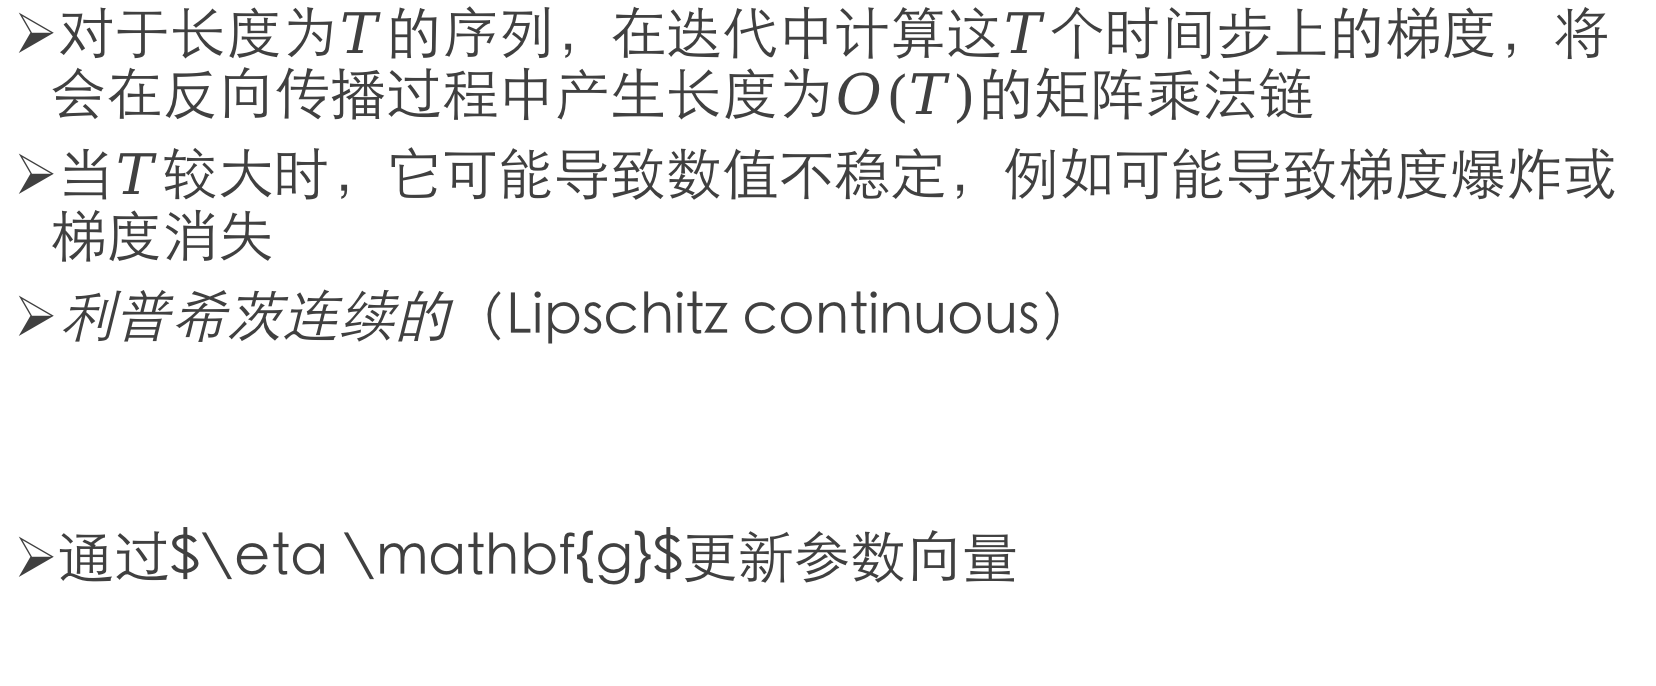 ➢对于长度为T的序列，在迭代中计算这T个时间步上的梯度，将
会在反向传播过程中产生长度为O(T)的矩阵乘法链
➢当T较大时，它可能导致数值不稳定，例如可能导致梯度爆炸或
梯度消失
➢利普希茨连续的（Lipschitz continuous）
➢通过$\eta \mathbf{g}$更新参数向量